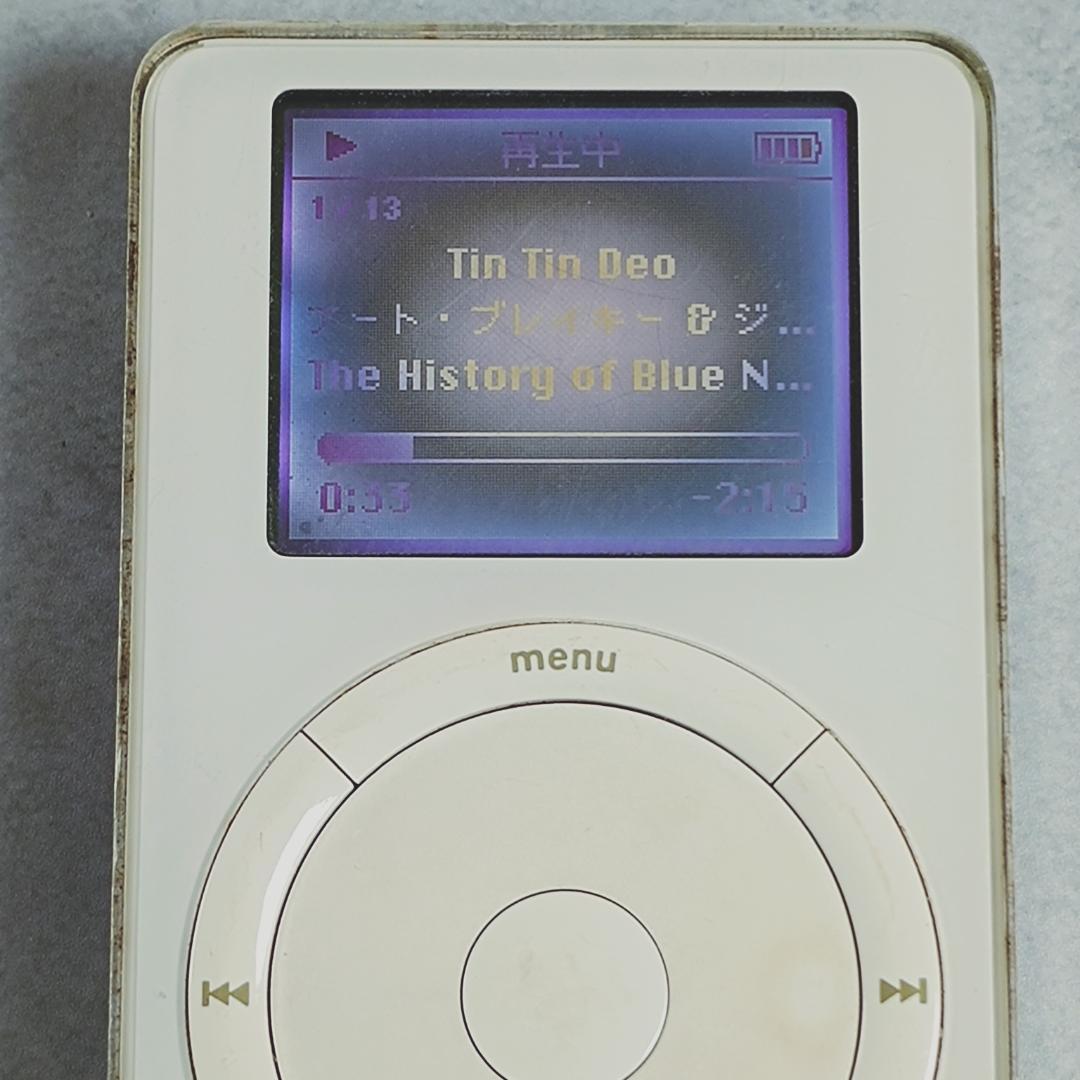 再生中
1 / 13
Tin Tin Deo
アート・ブレイキー & ジ...
The History of Blue N...
0:33 -2:15
menu